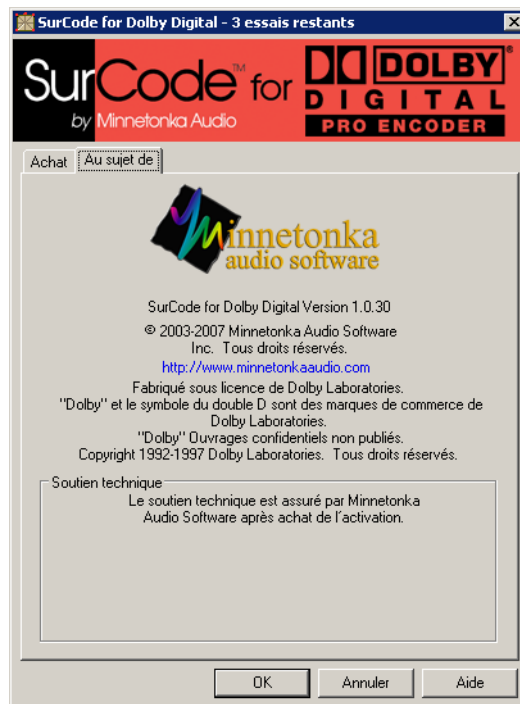 SurCode for Dolby Digital - 3 essais restants
SurCode™ for
by Minnetonka Audio
DOLBY®
DIGITAL
PRO ENCODER
Achat
Au sujet de
Minnetonka
audio software
SurCode for Dolby Digital Version 1.0.30
© 2003-2007 Minnetonka Audio Software
Inc. Tous droits réservés.
http://www.minnetonkaaudio.com
Fabriqué sous licence de Dolby Laboratories.
"Dolby" et le symbole du double D sont des marques de commerce de
Dolby Laboratories.
"Dolby" Ouvrages confidentiels non publiés.
Copyright 1992-1997 Dolby Laboratories. Tous droits réservés.
Soutien technique
Le soutien technique est assuré par Minnetonka
Audio Software après achat de l´activation.
OK
Annuler
Aide